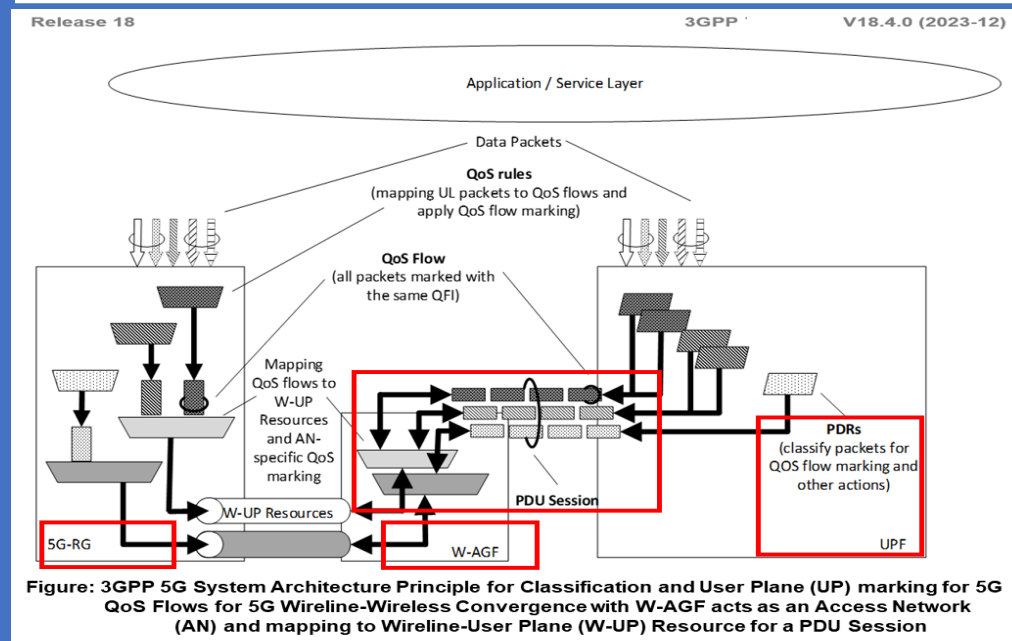 Release 18
3GPP
V18.4.0 (2023-12)
Application / Service Layer
Data Packets
QoS rules
(mapping UL packets to QoS flows and
apply QoS flow marking)
QoS Flow
(all packets marked with
the same QFI)
Mapping
QoS flows to
W-UP
Resources
and AN-
specific QoS
marking
PDRs
(classify packets for
QOS flow marking and
other actions)
PDU Session
W-UP Resources
5G-RG
W-AGF
UPF
Figure: 3GPP 5G System Architecture Principle for Classification and User Plane (UP) marking for 5G
QoS Flows for 5G Wireline-Wireless Convergence with W-AGF acts as an Access Network
(AN) and mapping to Wireline-User Plane (W-UP) Resource for a PDU Session